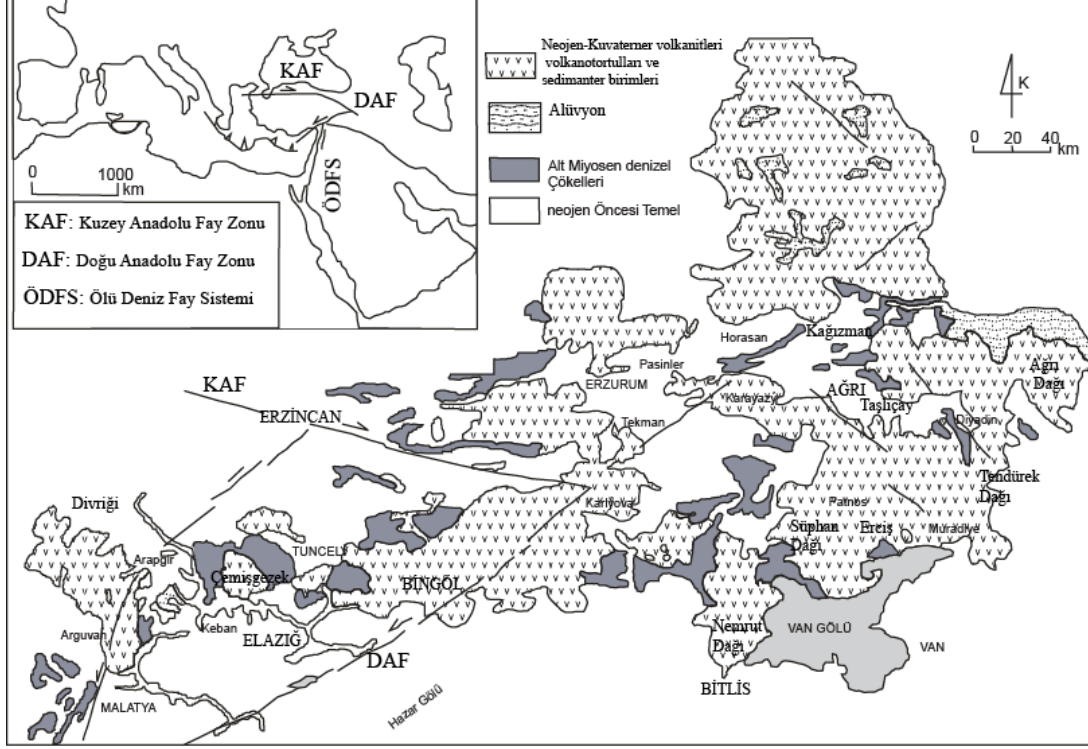 KAF
DAF
ÖDFS
0 1000
km
KAF: Kuzey Anadolu Fay Zonu
DAF: Doğu Anadolu Fay Zonu
ÖDFS: Ölü Deniz Fay Sistemi
Neojen-Kuvaterner volkanitleri
volkanotortulları ve
sedimanter birimleri
Alüvyon
Alt Miyosen denizel
Çökelleri
neojen Öncesi Temel
K
0 20 40
km
Horasan
Kağızman
Pasinler
ERZURUM
Ağrı
Dağı
KAF
Karayazy
AĞRI
Taşlıçay
ERZİNCAN
Tekman
Diyadin
Tendürek
Dağı
Divriği
Karlyova
Patnos
Süphan
Dağı
Erciş
Muradiye
Arapgir
TUNCELY
Çemişgezek
BİNGÖL
Arguvan
Keban
ELAZIĞ
DAF
Nemrut
Dağı
VAN GÖLÜ
VAN
BİTLİS
MALATYA
Hazar Gölü